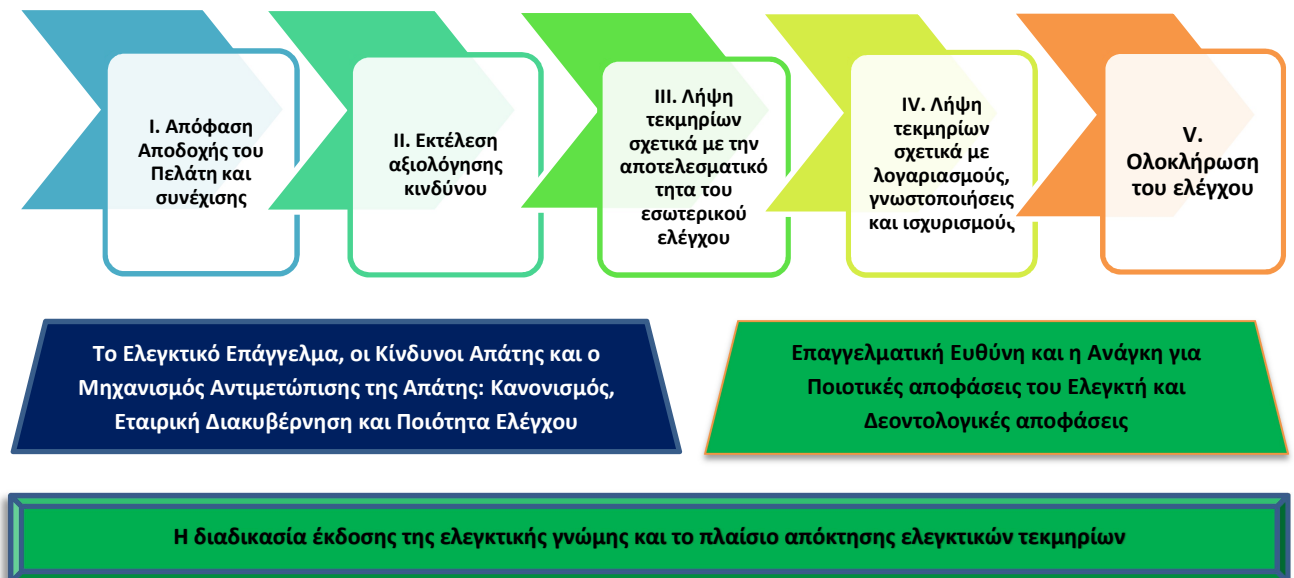 I. Απόφαση
Αποδοχής του
Πελάτη και
συνέχισης
II. Εκτέλεση
αξιολόγησης
κινδύνου
III. Λήψη
τεκμηρίων
σχετικά με την
αποτελεσματικό
τητα του
εσωτερικού
ελέγχου
IV. Λήψη
τεκμηρίων
σχετικά με
λογαριασμούς,
γνωστοποιήσεις
και ισχυρισμούς
V.
Ολοκλήρωση
του ελέγχου
Το Ελεγκτικό Επάγγελμα, οι Κίνδυνοι Απάτης και ο
Μηχανισμός Αντιμετώπισης της Απάτης: Κανονισμός,
Εταιρική Διακυβέρνηση και Ποιότητα Ελέγχου
Επαγγελματική Ευθύνη και η Ανάγκη για
Ποιοτικές αποφάσεις του Ελεγκτή και
Δεοντολογικές αποφάσεις
Η διαδικασία έκδοσης της ελεγκτικής γνώμης και το πλαίσιο απόκτησης ελεγκτικών τεκμηρίων